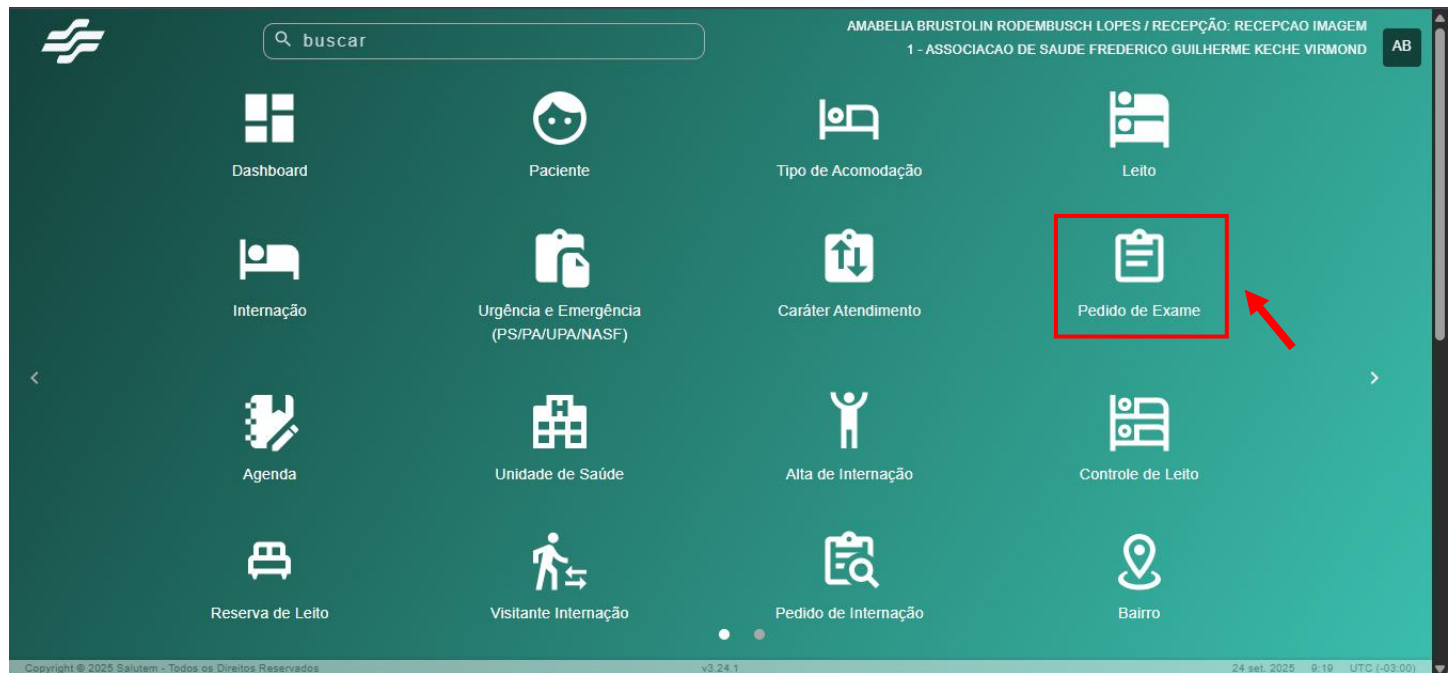 buscar
AMABELIA BRUSTOLIN RODEMBUSCH LOPES / RECEPÇÃO: RECEPCAO IMAGEM
1 - ASSOCIACAO DE SAUDE FREDERICO GUILHERME KECHE VIRMOND
AB
Dashboard
Paciente
Tipo de Acomodação
Leito
Internação
Urgência e Emergência
(PS/PA/UPA/NASF)
Caráter Atendimento
Pedido de Exame
Agenda
Unidade de Saúde
Alta de Internação
Controle de Leito
Reserva de Leito
Visitante Internação
Pedido de Internação
Bairro
Copyright © 2025 Salutem - Todos os Direitos Reservados
v3.24.1
24 set. 2025 9:19 UTC (-03:00)